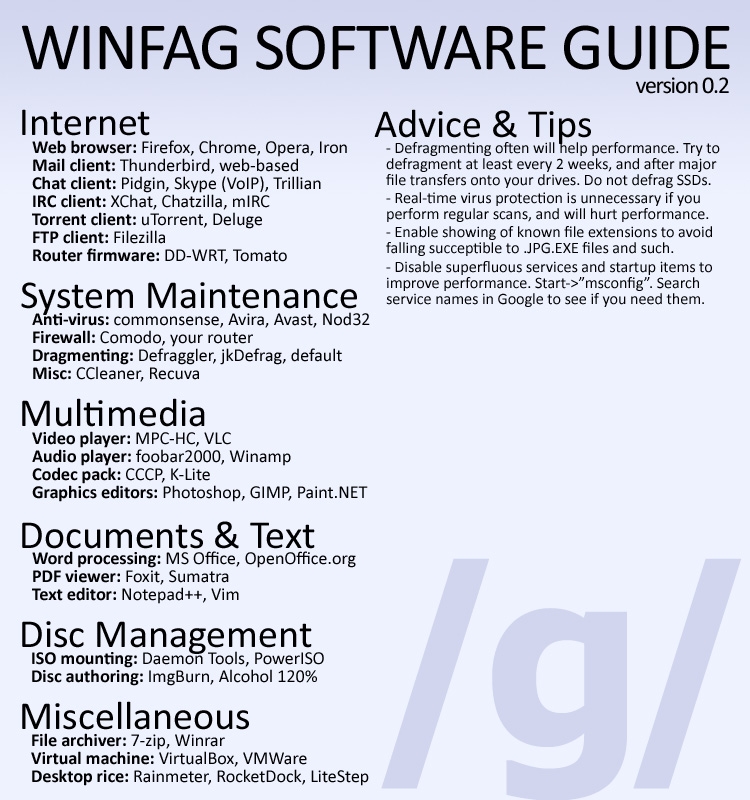 WINFAG SOFTWARE GUIDE
version 0.2
Internet
Web browser: Firefox, Chrome, Opera, Iron
Mail client: Thunderbird, web-based
Chat client: Pidgin, Skype (VoIP), Trillian
IRC client: XChat, Chatzilla, mIRC
Torrent client: uTorrent, Deluge
FTP client: Filezilla
Router firmware: DD-WRT, Tomato
System Maintenance
Anti-virus: commonsense, Avira, Avast, Nod32
Firewall: Comodo, your router
Dragmenting: Defraggler, jkDefrag, default
Misc: CCleaner, Recuva
Multimedia
Video player: MPC-HC, VLC
Audio player: foobar2000, Winamp
Codec pack: CCCP, K-Lite
Graphics editors: Photoshop, GIMP, Paint.NET
Documents & Text
Word processing: MS Office, OpenOffice.org
PDF viewer: Foxit, Sumatra
Text editor: Notepad++, Vim
Disc Management
ISO mounting: Daemon Tools, PowerISO
Disc authoring: ImgBurn, Alcohol 120%
Miscellaneous
File archiver: 7-zip, Winrar
Virtual machine: VirtualBox, VMWare
Desktop rice: Rainmeter, RocketDock, LiteStep
Advice & Tips
- Defragmenting often will help performance. Try to
defragment at least every 2 weeks, and after major
file transfers onto your drives. Do not defrag SSDs.
- Real-time virus protection is unnecessary if you
perform regular scans, and will hurt performance.
- Enable showing of known file extensions to avoid
falling succeptible to .JPG.EXE files and such.
- Disable superfluous services and startup items to
improve performance. Start->”msconfig”. Search
service names in Google to see if you need them.
/g/